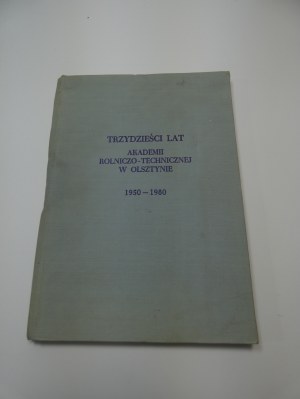 TRZYDZIEŚCI LAT
AKADEMII
ROLNICZO-TECHNICZNEJ
W OLSZTYNIE
1950 — 1980